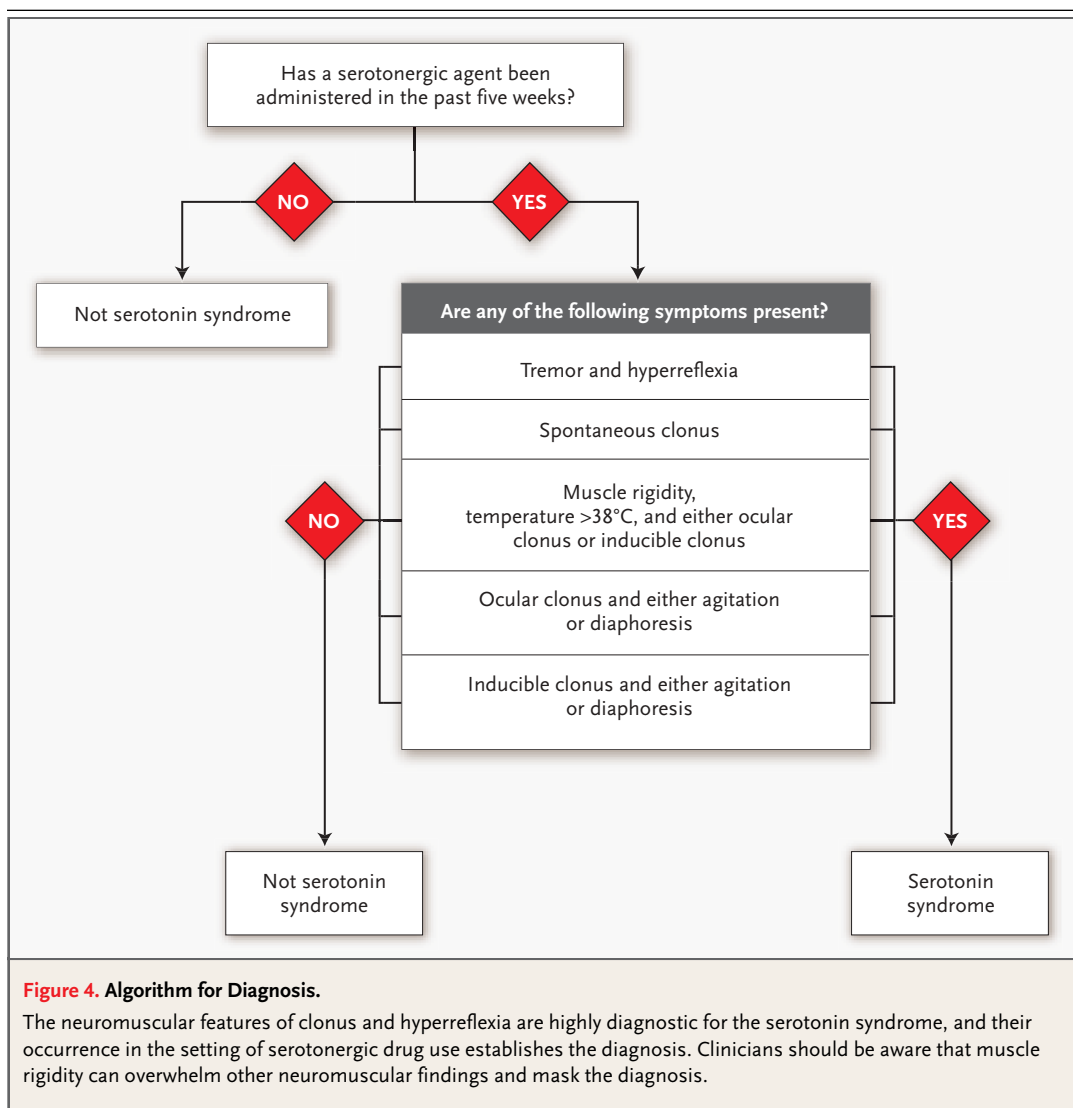 Has a serotonergic agent been
administered in the past five weeks?
NO
YES
Not serotonin syndrome
Are any of the following symptoms present?
Tremor and hyperreflexia
Spontaneous clonus
Muscle rigidity,
temperature >38°C, and either ocular
clonus or inducible clonus
NO
YES
Ocular clonus and either agitation
or diaphoresis
Inducible clonus and either agitation
or diaphoresis
Not serotonin
syndrome
Serotonin
syndrome
Figure 4. Algorithm for Diagnosis.
The neuromuscular features of clonus and hyperreflexia are highly diagnostic for the serotonin syndrome, and their
occurrence in the setting of serotonergic drug use establishes the diagnosis. Clinicians should be aware that muscle
rigidity can overwhelm other neuromuscular findings and mask the diagnosis.